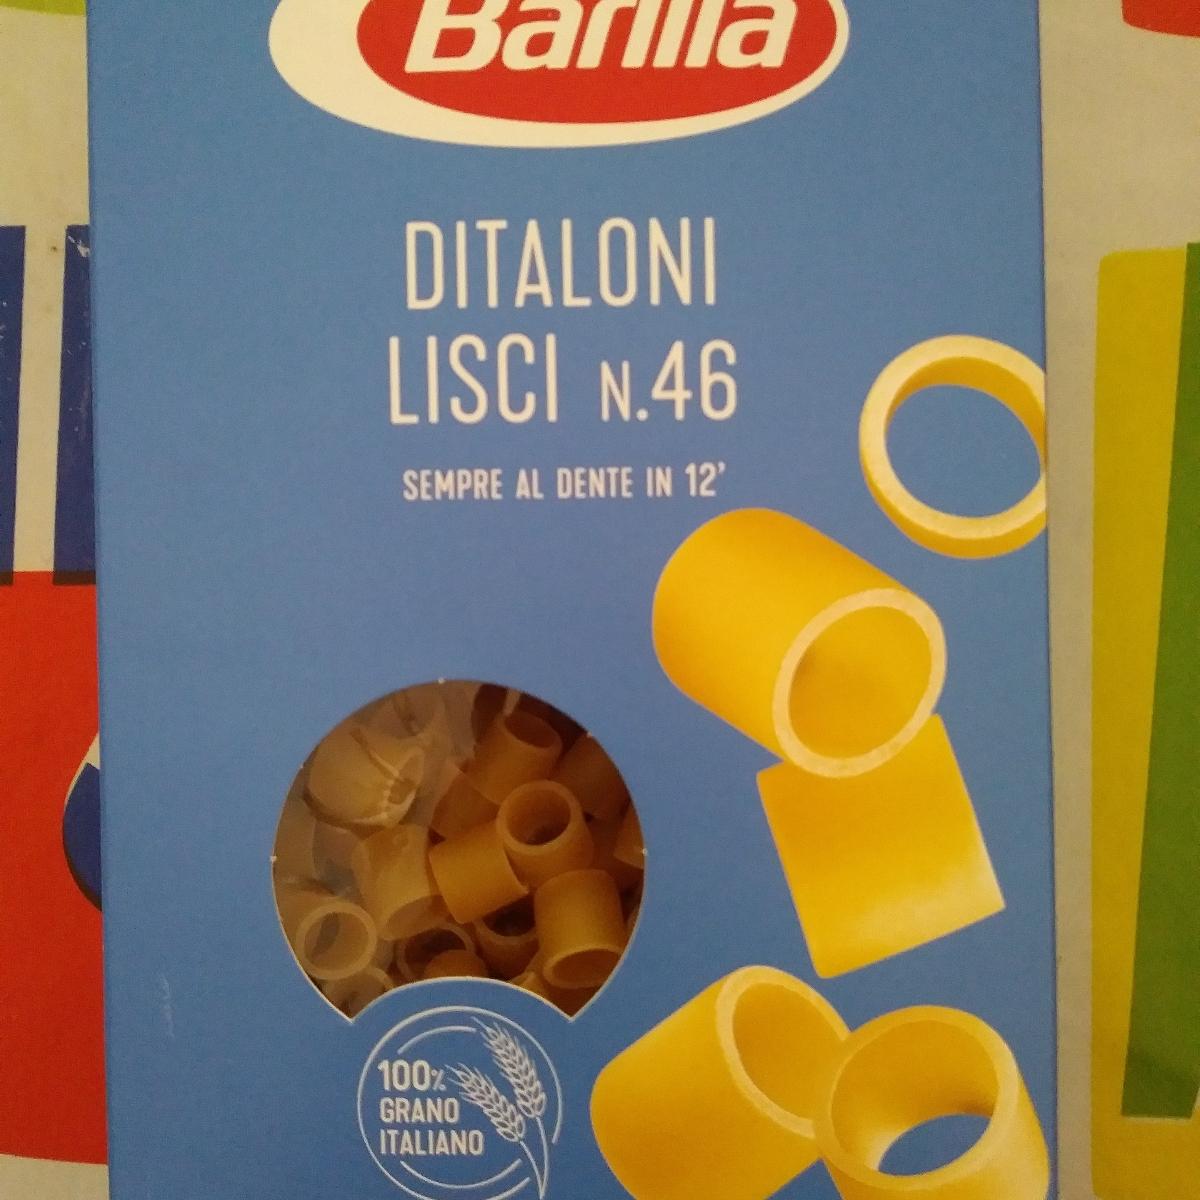 Barilla
DITALONI
LISCI N.46
SEMPRE AL DENTE IN 12'
100%
GRANO
ITALIANO